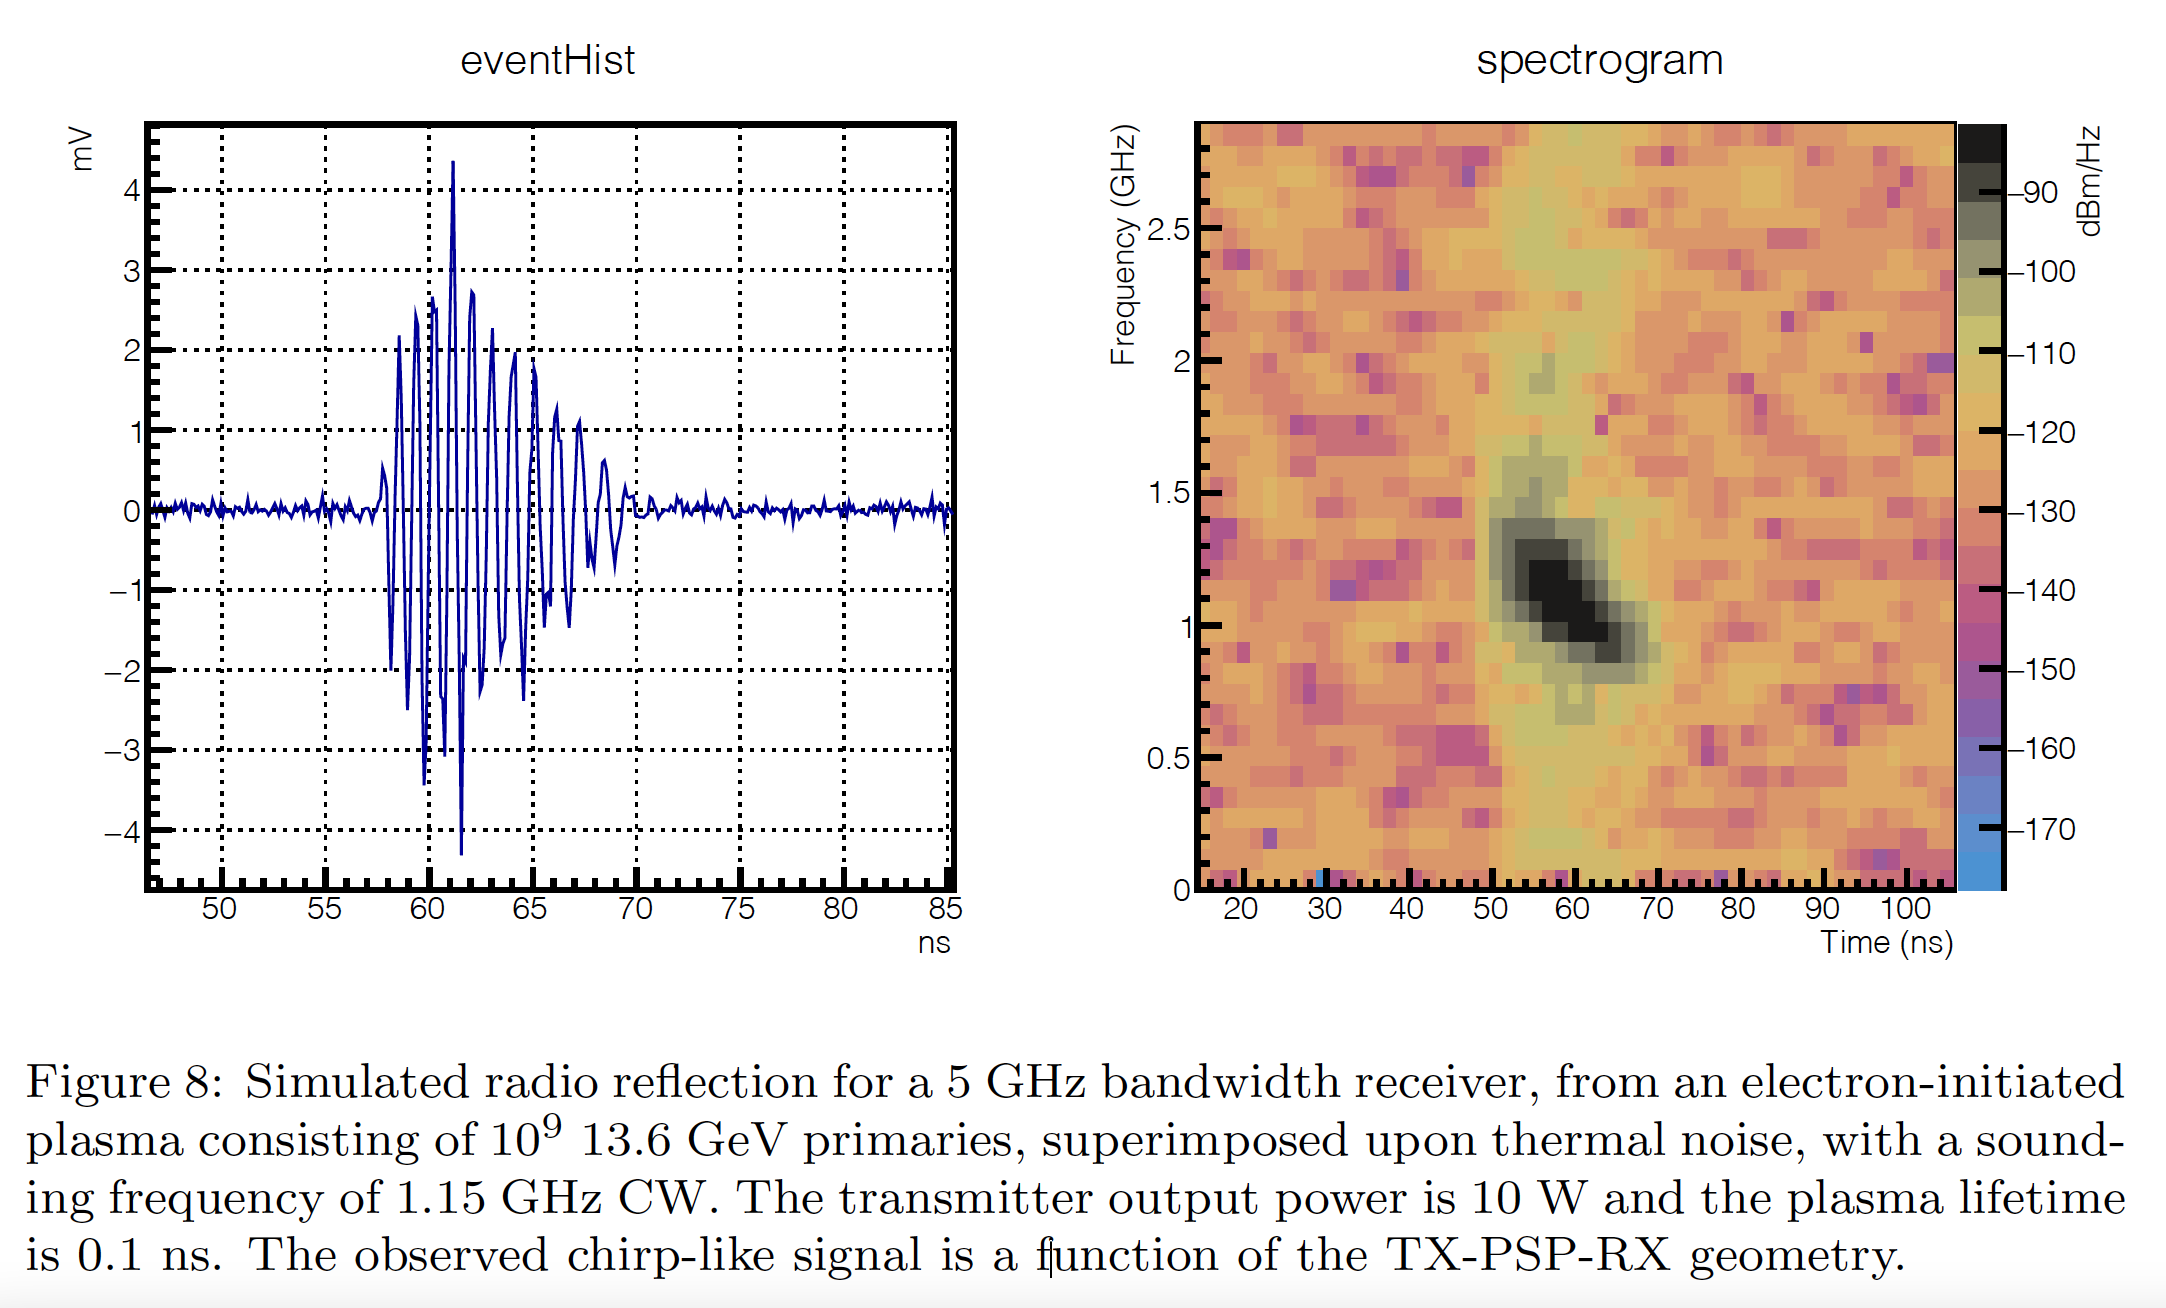 eventHist
mV
4
3
2
1
0
−1
−2
−3
−4
50 55 60 65 70 75 80 85
ns
spectrogram
Frequency (GHz)
2.5
2
1.5
1
0.5
0
20 30 40 50 60 70 80 90 100
Time (ns)
dBm/Hz
−90
−100
−110
−120
−130
−140
−150
−160
−170
Figure 8: Simulated radio reflection for a 5 GHz bandwidth receiver, from an electron-initiated
plasma consisting of 10⁹ 13.6 GeV primaries, superimposed upon thermal noise, with a sound-
ing frequency of 1.15 GHz CW. The transmitter output power is 10 W and the plasma lifetime
is 0.1 ns. The observed chirp-like signal is a function of the TX-PSP-RX geometry.